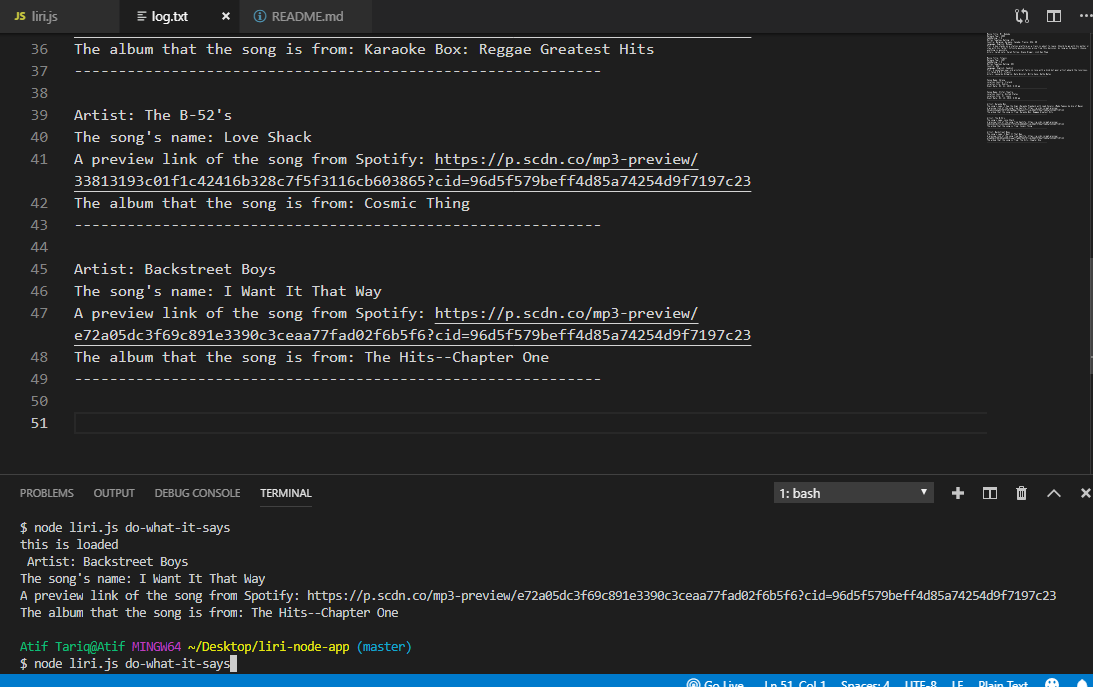 JS liri.js log.txt × README.md
36 The album that the song is from: Karaoke Box: Reggae Greatest Hits
37 ------------------------------------------------------------
38
39 Artist: The B-52's
40 The song's name: Love Shack
41 A preview link of the song from Spotify: https://p.scdn.co/mp3-preview/
33813193c01f1c42416b328c7f5f3116cb603865?cid=96d5f579beff4d85a74254d9f7197c23
42 The album that the song is from: Cosmic Thing
43 ------------------------------------------------------------
44
45 Artist: Backstreet Boys
46 The song's name: I Want It That Way
47 A preview link of the song from Spotify: https://p.scdn.co/mp3-preview/
e72a05dc3f69c891e3390c3ceaa77fad02f6b5f6?cid=96d5f579beff4d85a74254d9f7197c23
48 The album that the song is from: The Hits--Chapter One
49 ------------------------------------------------------------
50
51
PROBLEMS OUTPUT DEBUG CONSOLE TERMINAL 1: bash
$ node liri.js do-what-it-says
this is loaded
Artist: Backstreet Boys
The song's name: I Want It That Way
A preview link of the song from Spotify: https://p.scdn.co/mp3-preview/e72a05dc3f69c891e3390c3ceaa77fad02f6b5f6?cid=96d5f579beff4d85a74254d9f7197c23
The album that the song is from: The Hits--Chapter One
Atif Tariq@Atif MINGW64 ~/Desktop/liri-node-app (master)
$ node liri.js do-what-it-says
Go Live Ln 51, Col 1 Spaces: 4 UTF-8 LF Plain Text